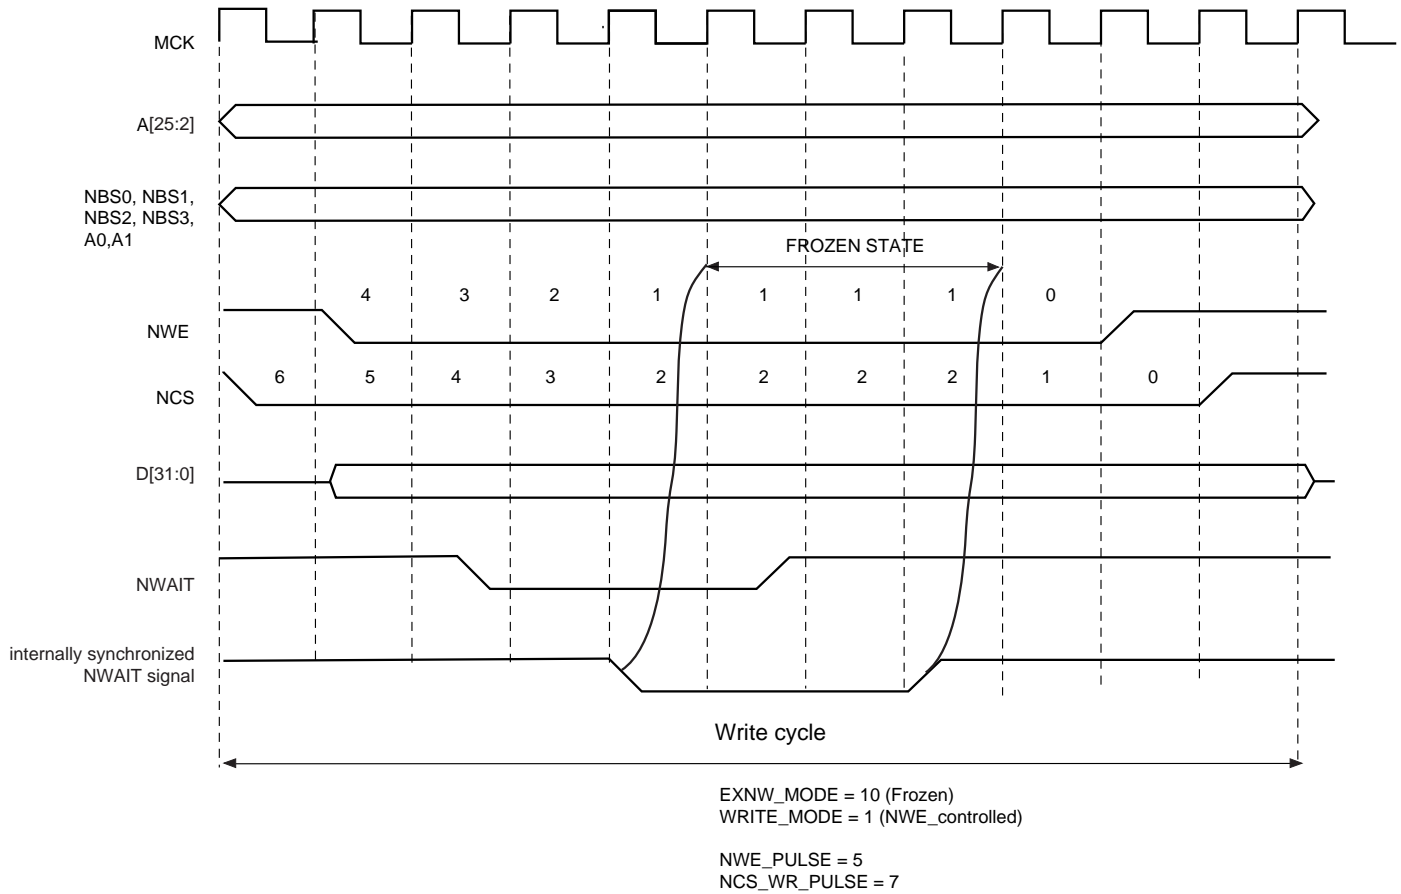 MCK
A[25:2]
NBS0, NBS1,
NBS2, NBS3,
A0,A1
FROZEN STATE
4 3 2 1 1 1 1 0
NWE
6 5 4 3 2 2 2 2 1 0
NCS
D[31:0]
NWAIT
internally synchronized
NWAIT signal
Write cycle
EXNW_MODE = 10 (Frozen)
WRITE_MODE = 1 (NWE_controlled)
NWE_PULSE = 5
NCS_WR_PULSE = 7